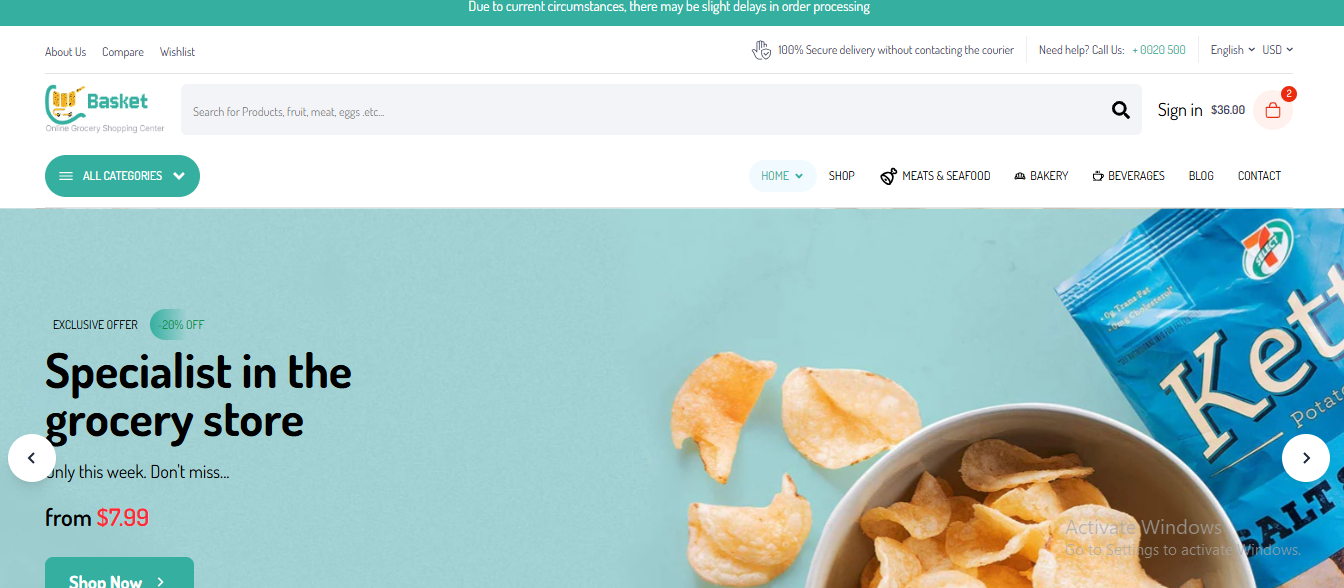 Due to current circumstances, there may be slight delays in order processing
About Us Compare Wishlist
100% Secure delivery without contacting the courier Need help? Call Us: + 0020 500 English USD
Basket
Online Grocery Shopping Center
Search for Products, fruit, meat, eggs .etc...
Sign in $36.00 2
ALL CATEGORIES
HOME SHOP MEATS & SEAFOOD BAKERY BEVERAGES BLOG CONTACT
EXCLUSIVE OFFER -20% OFF
Specialist in the
grocery store
Only this week. Don't miss...
from $7.99
Shop Now
7
SELECT
•0g Trans Fat
•0mg Cholesterol*
Kett
Potato
SALT
Activate Windows
Go to Settings to activate Windows.